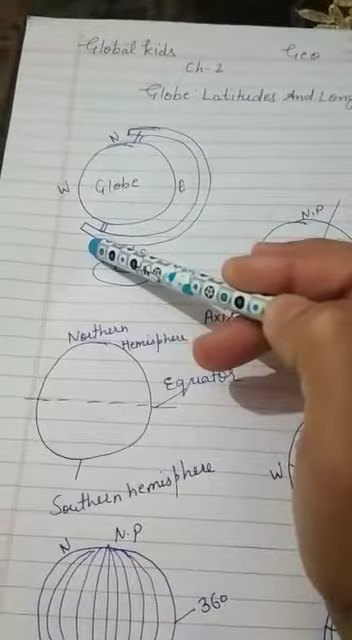 Global kids Geo
Ch-2
Globe Latitudes And Long
N
W Globe E
N.P
Axis
Northern
Hemisphere
Equator
Southern hemisphere
W
N N.P
360